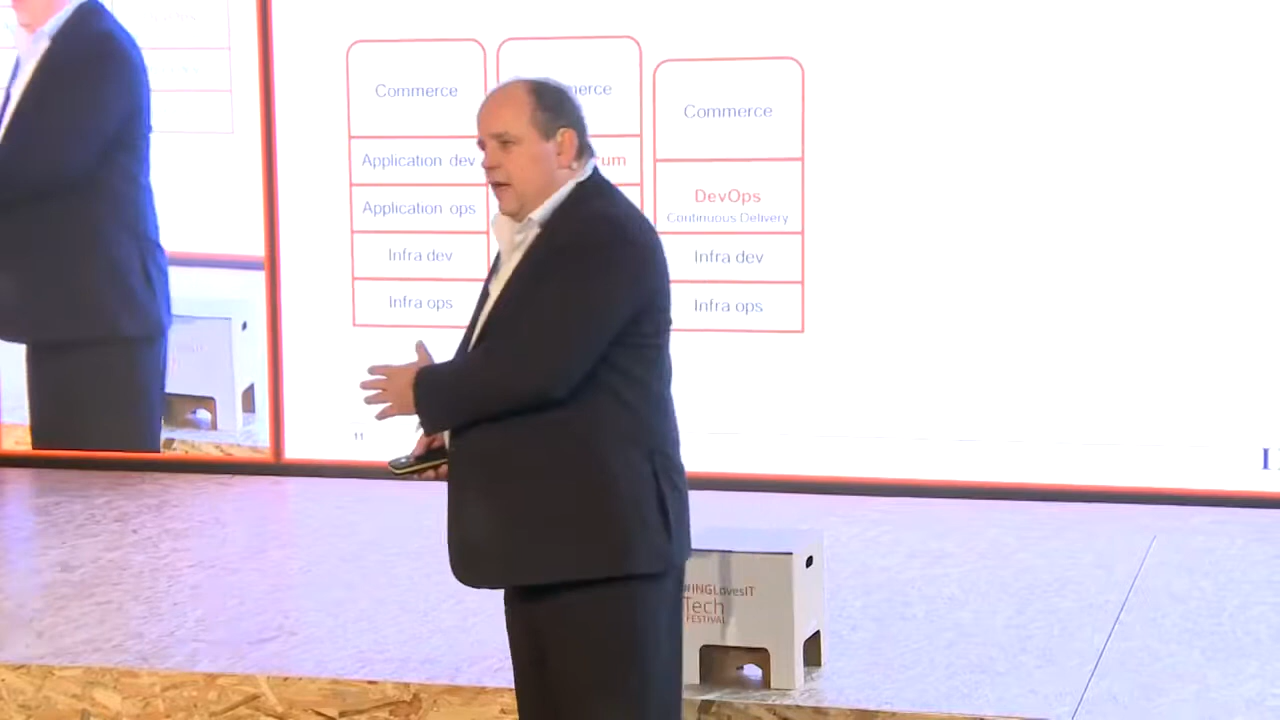 Commerce
Application dev
Application ops
Infra dev
Infra ops
merce
um
Commerce
DevOps
Continuous Delivery
Infra dev
Infra ops
11
#INGLovesIT
Tech
FESTIVAL